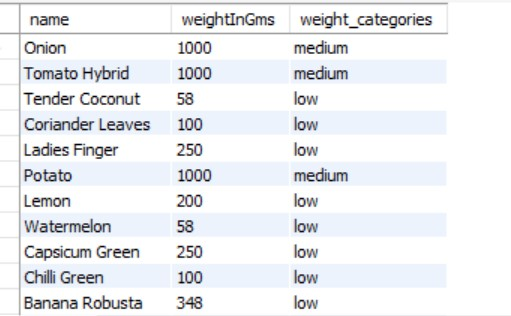 name weightInGms weight_categories
Onion 1000 medium
Tomato Hybrid 1000 medium
Tender Coconut 58 low
Coriander Leaves 100 low
Ladies Finger 250 low
Potato 1000 medium
Lemon 200 low
Watermelon 58 low
Capsicum Green 250 low
Chilli Green 100 low
Banana Robusta 348 low